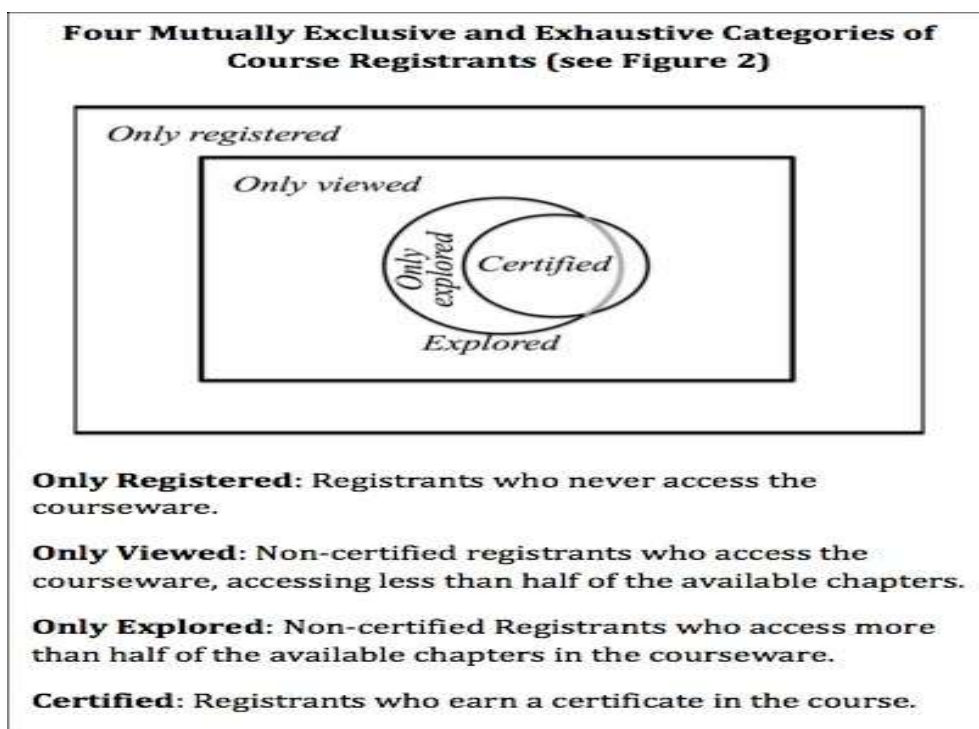 Four Mutually Exclusive and Exhaustive Categories of
Course Registrants (see Figure 2)
Only registered
Only viewed
Only
explored
Certified
Explored
Only Registered: Registrants who never access the
courseware.
Only Viewed: Non-certified registrants who access the
courseware, accessing less than half of the available chapters.
Only Explored: Non-certified Registrants who access more
than half of the available chapters in the courseware.
Certified: Registrants who earn a certificate in the course.